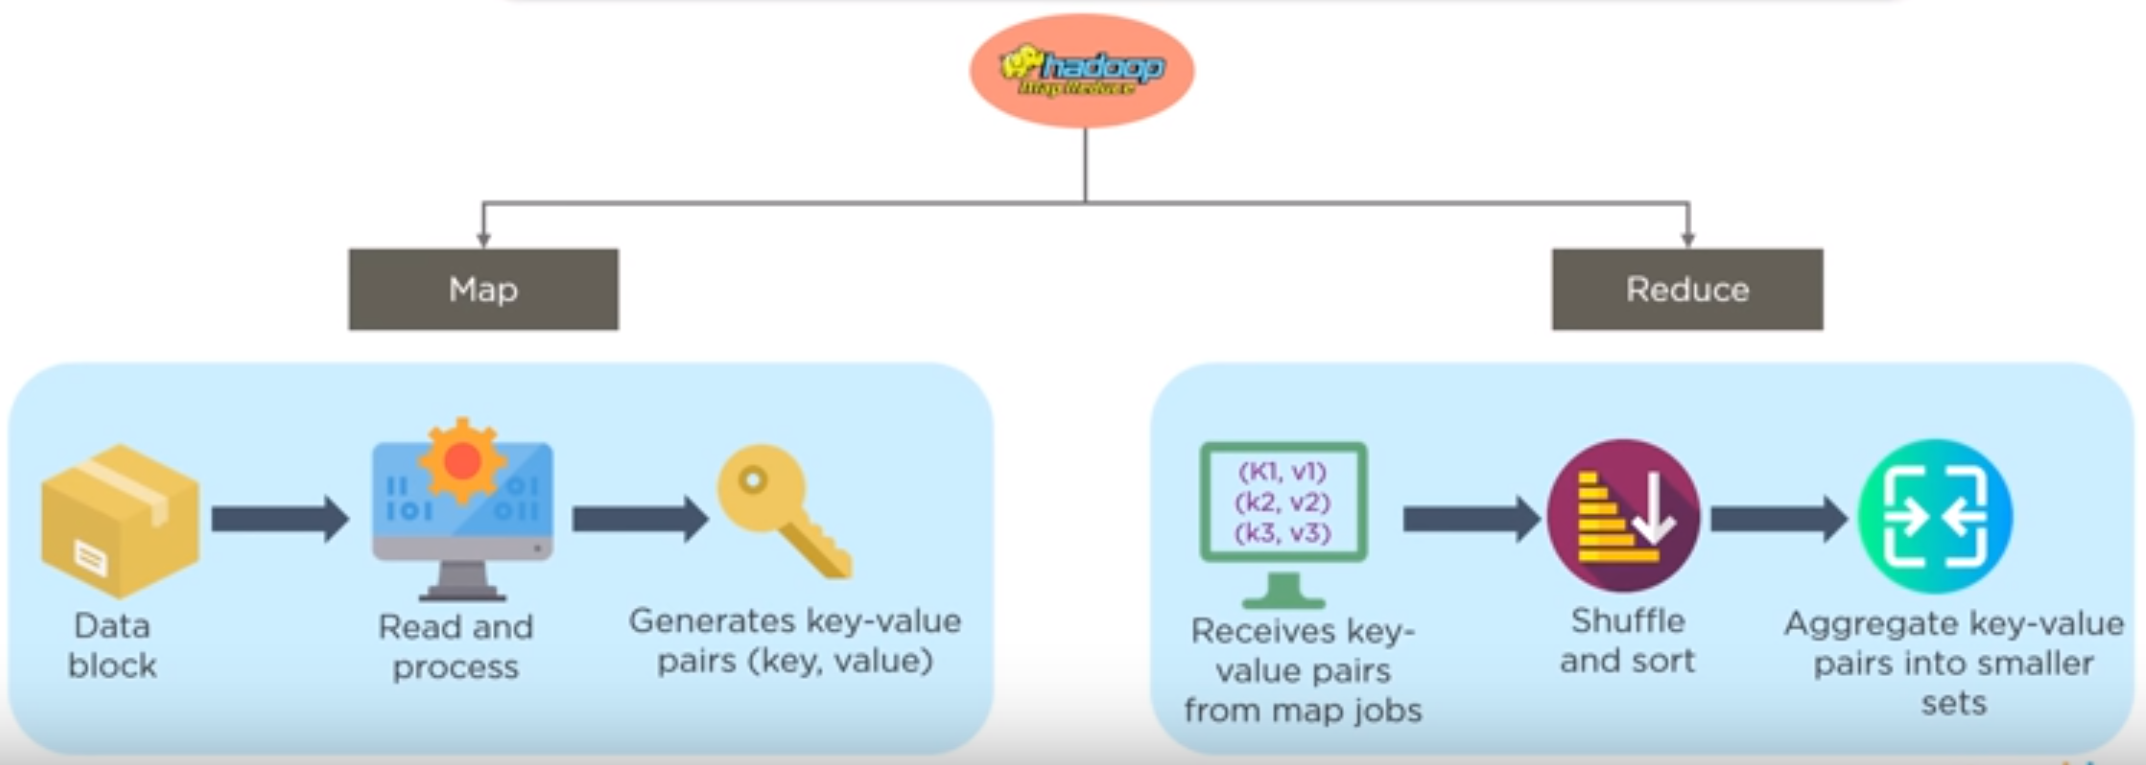 hadoop
Map Reduce
Map
Reduce
Data
block
Read and
process
Generates key-value
pairs (key, value)
(K1, v1)
(k2, v2)
(k3, v3)
Receives key-
value pairs
from map jobs
Shuffle
and sort
Aggregate key-value
pairs into smaller
sets